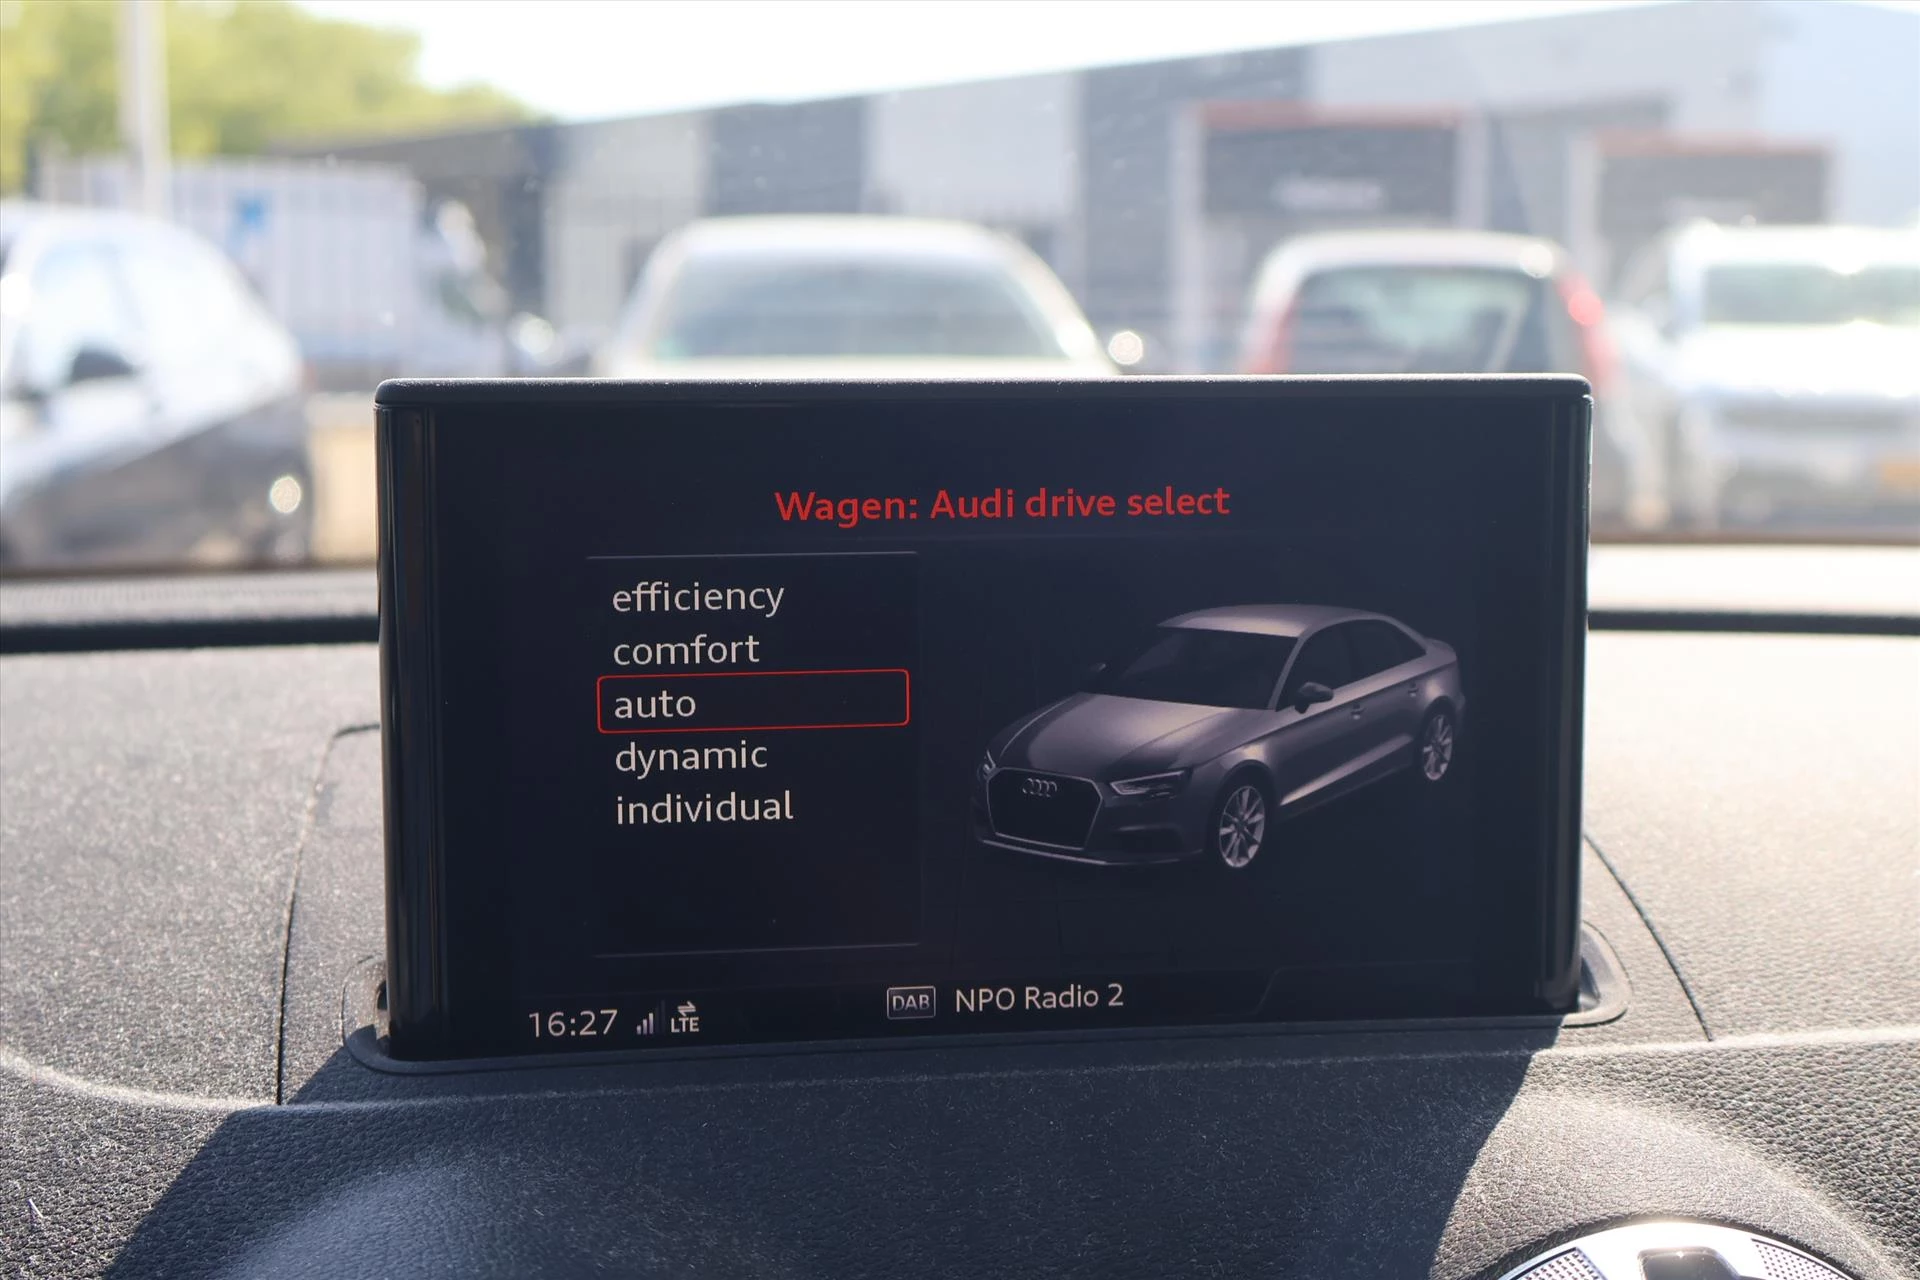 Wagen: Audi drive select
efficiency
comfort
auto
dynamic
individual
16:27 LTE
DAB NPO Radio 2